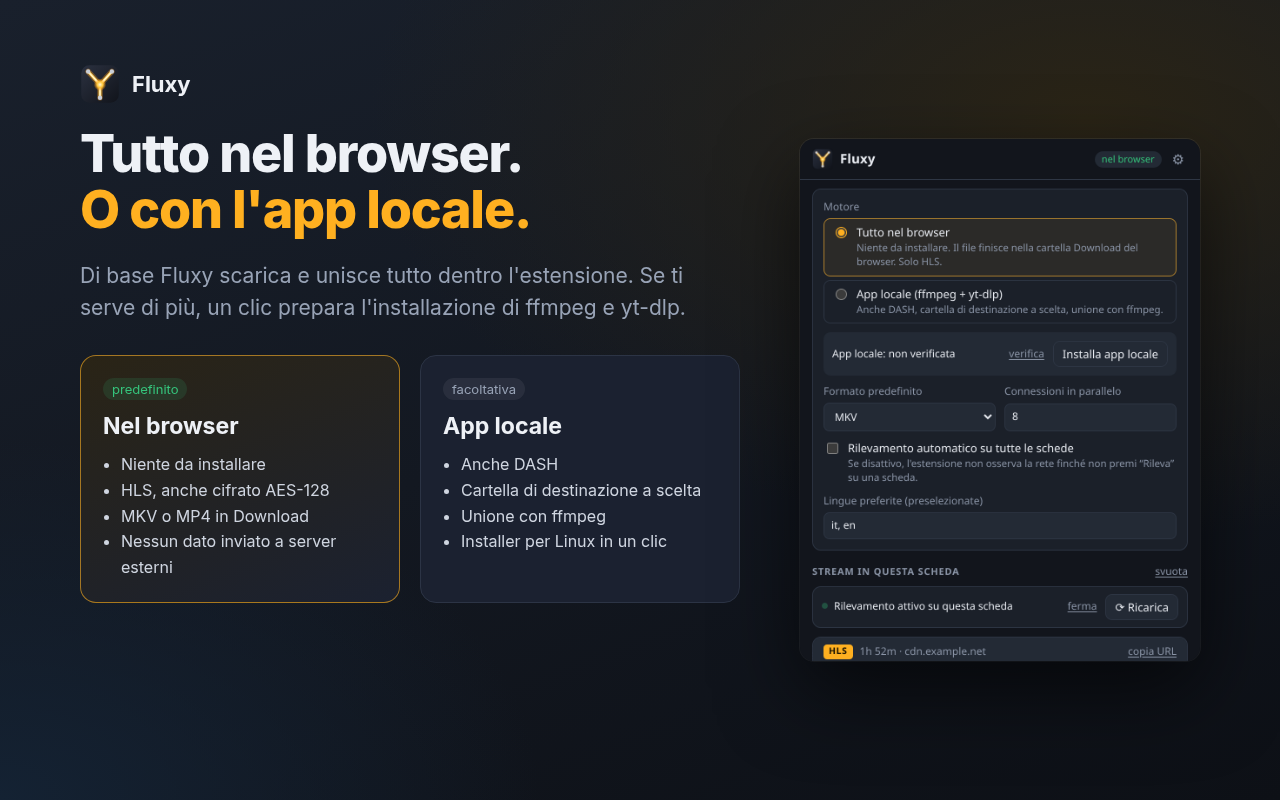 Fluxy
Tutto nel browser.
O con l'app locale.
Di base Fluxy scarica e unisce tutto dentro l'estensione. Se ti
serve di più, un clic prepara l'installazione di ffmpeg e yt-dlp.
predefinito
Nel browser
• Niente da installare
• HLS, anche cifrato AES-128
• MKV o MP4 in Download
• Nessun dato inviato a server
esterni
facoltativa
App locale
• Anche DASH
• Cartella di destinazione a scelta
• Unione con ffmpeg
• Installer per Linux in un clic
Fluxy
nel browser
Motore
Tutto nel browser
Niente da installare. Il file finisce nella cartella Download del
browser. Solo HLS.
App locale (ffmpeg + yt-dlp)
Anche DASH, cartella di destinazione a scelta, unione con ffmpeg.
App locale: non verificata verifica Installa app locale
Formato predefinito Connessioni in parallelo
MKV 8
Rilevamento automatico su tutte le schede
Se disattivo, l'estensione non osserva la rete finché non premi “Rileva”
su una scheda.
Lingue preferite (preselezionate)
it, en
STREAM IN QUESTA SCHEDA svuota
Rilevamento attivo su questa scheda ferma ⟳ Ricarica
HLS 1h 52m · cdn.example.net copia URL